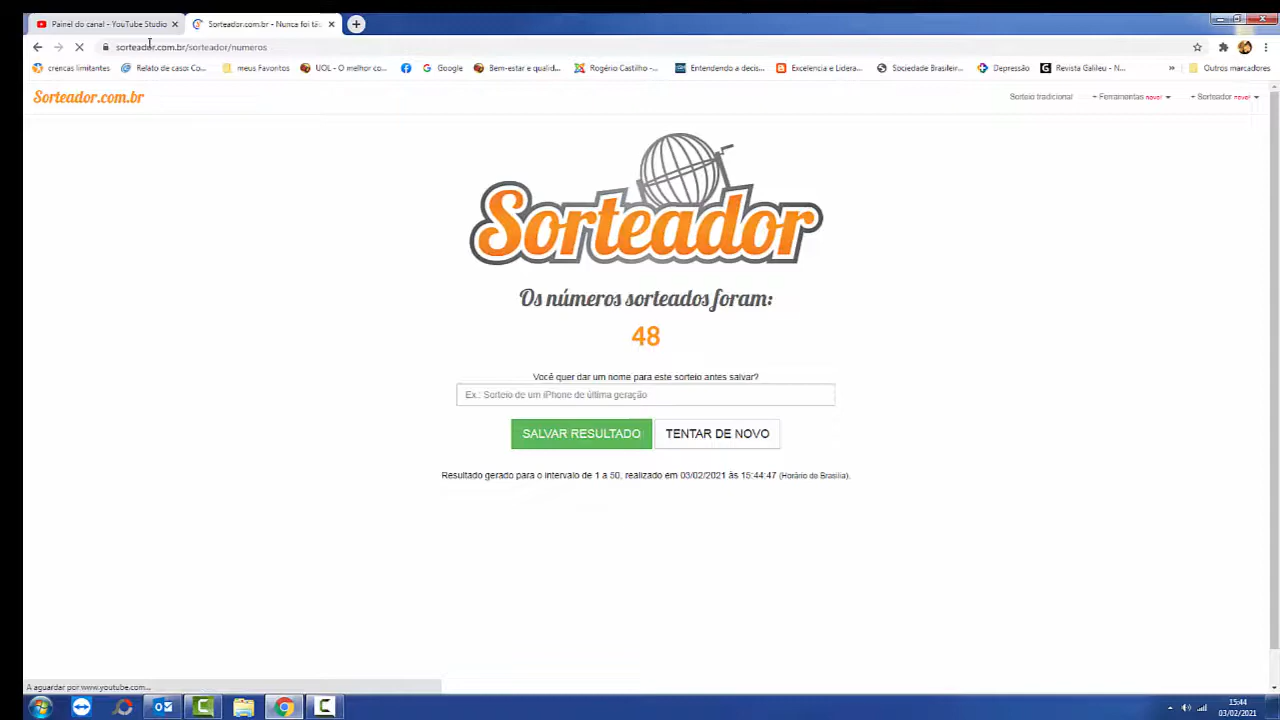 Painel do canal - YouTube Studio
Sorteador.com.br - Nunca foi tã
sorteador.com.br/sorteador/numeros
crencas limitantes
Relato de caso: Co...
meus Favoritos
UOL - O melhor co...
Google
Bem-estar e qualid...
Rogério Castilho -...
Entendendo a decis...
Excelencia e Lidera...
Sociedade Brasileir...
Depressão
Revista Galileu - N...
»
Outros marcadores
Sorteador.com.br
Sorteio tradicional
Ferramentas novo!
Sorteador novo!
Sorteador
Os números sorteados foram:
48
Você quer dar um nome para este sorteio antes salvar?
Ex.: Sorteio de um iPhone de última geração
SALVAR RESULTADO
TENTAR DE NOVO
Resultado gerado para o intervalo de 1 a 50, realizado em 03/02/2021 às 15:44:47 (Horário de Brasília).
A aguardar por www.youtube.com...
15:44
03/02/2021